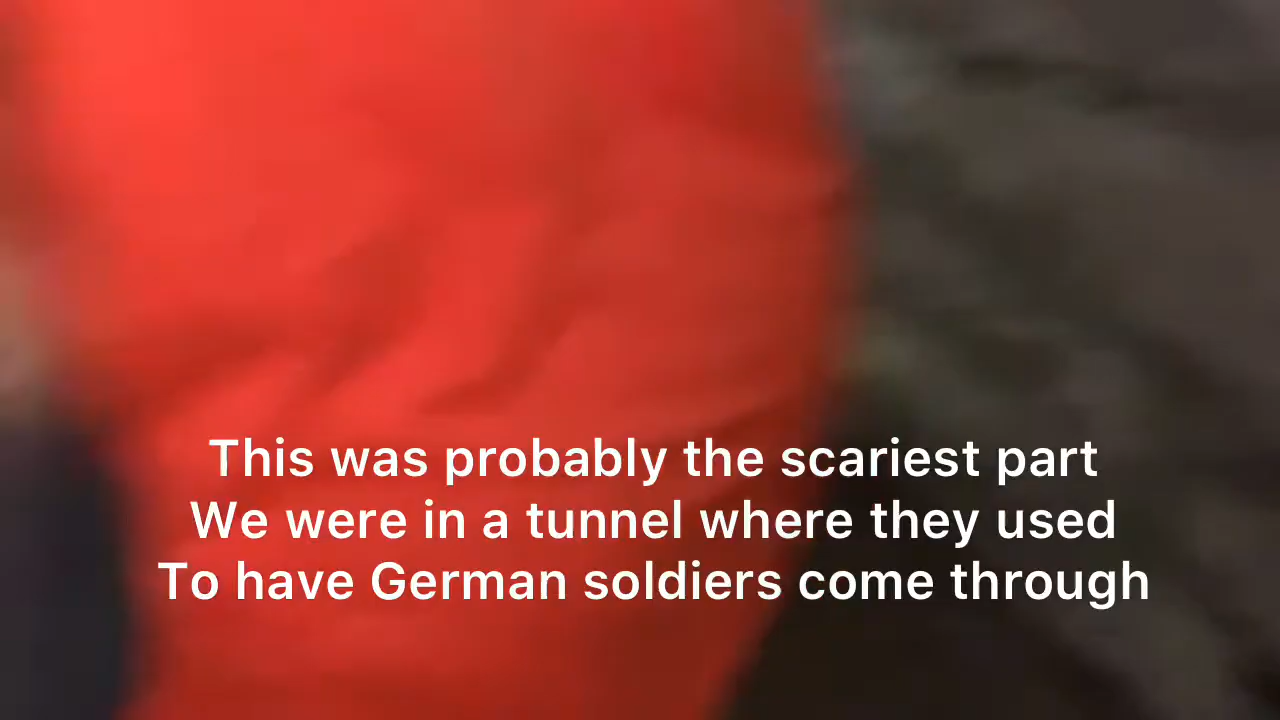 This was probably the scariest part
We were in a tunnel where they used
To have German soldiers come through